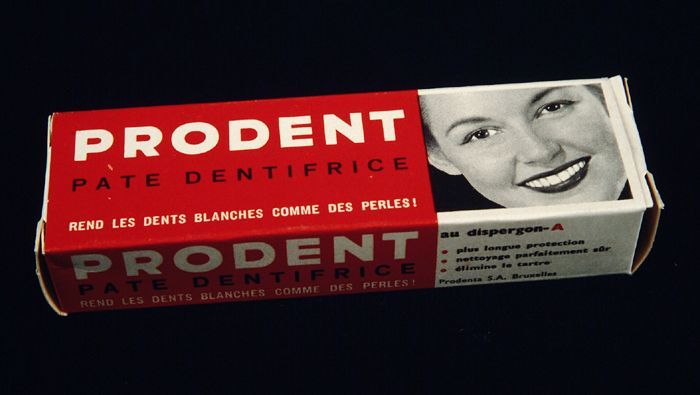 PRODENT
PATE DENTIFRICE
REND LES DENTS BLANCHES COMME DES PERLES!
PRODENT
PATE DENTIFRICE
REND LES DENTS BLANCHES COMME DES PERLES!
au dispergon-A
• plus longue protection
• nettoyage parfaitement sûr
• élimine le tartre
Prodenta S.A. Bruxelles